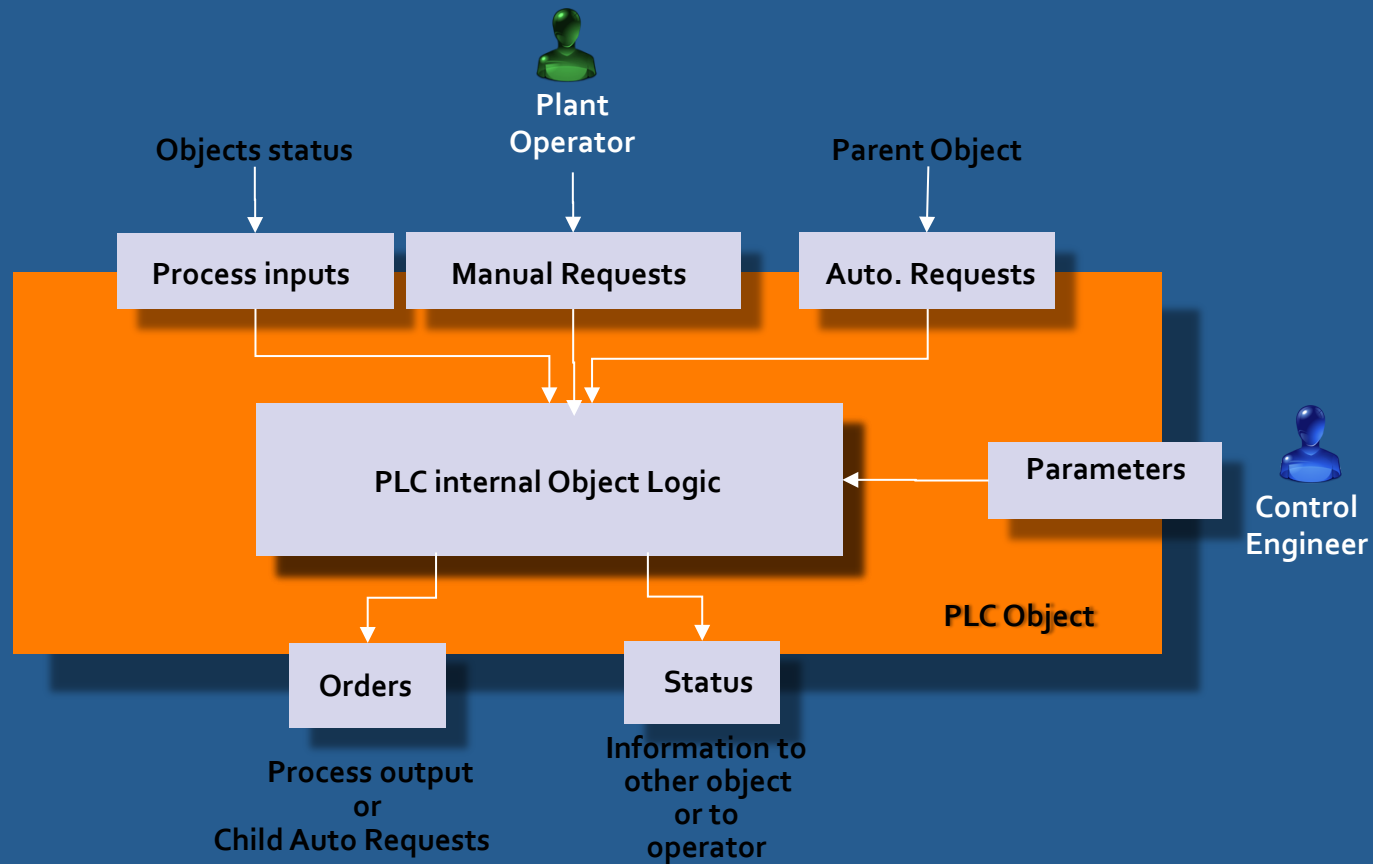 Plant
Operator
Objects status
Parent Object
Process inputs
Manual Requests
Auto. Requests
PLC internal Object Logic
Parameters
Control
Engineer
PLC Object
Orders
Status
Process output
or
Child Auto Requests
Information to
other object
or to
operator